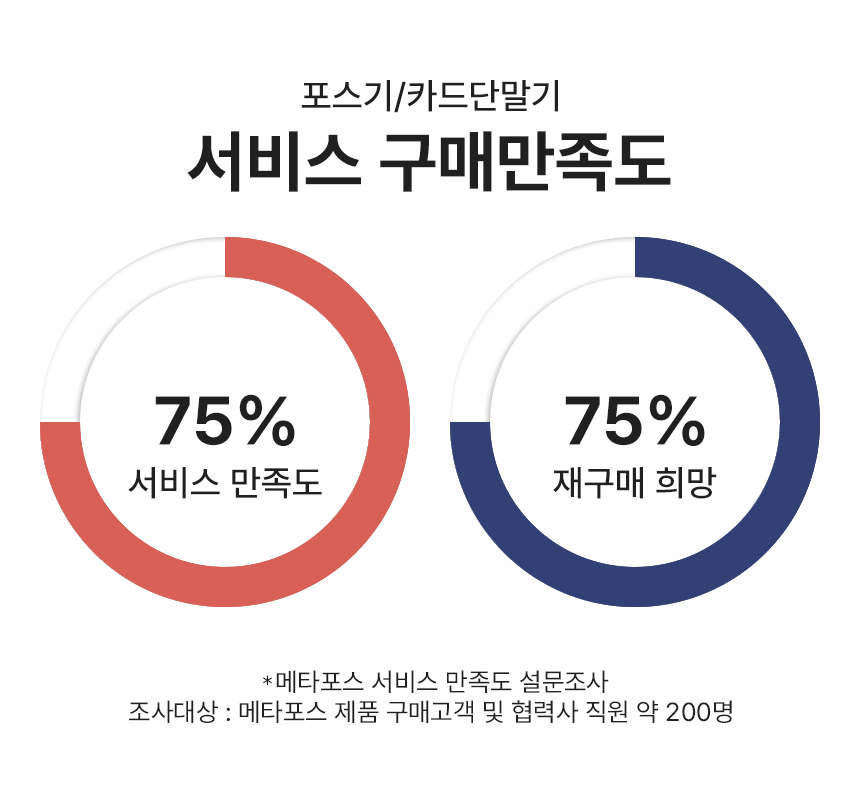 포스기/카드단말기
서비스 구매만족도
75%
서비스 만족도
75%
재구매 희망
*메타포스 서비스 만족도 설문조사
조사대상 : 메타포스 제품 구매고객 및 협력사 직원 약 200명